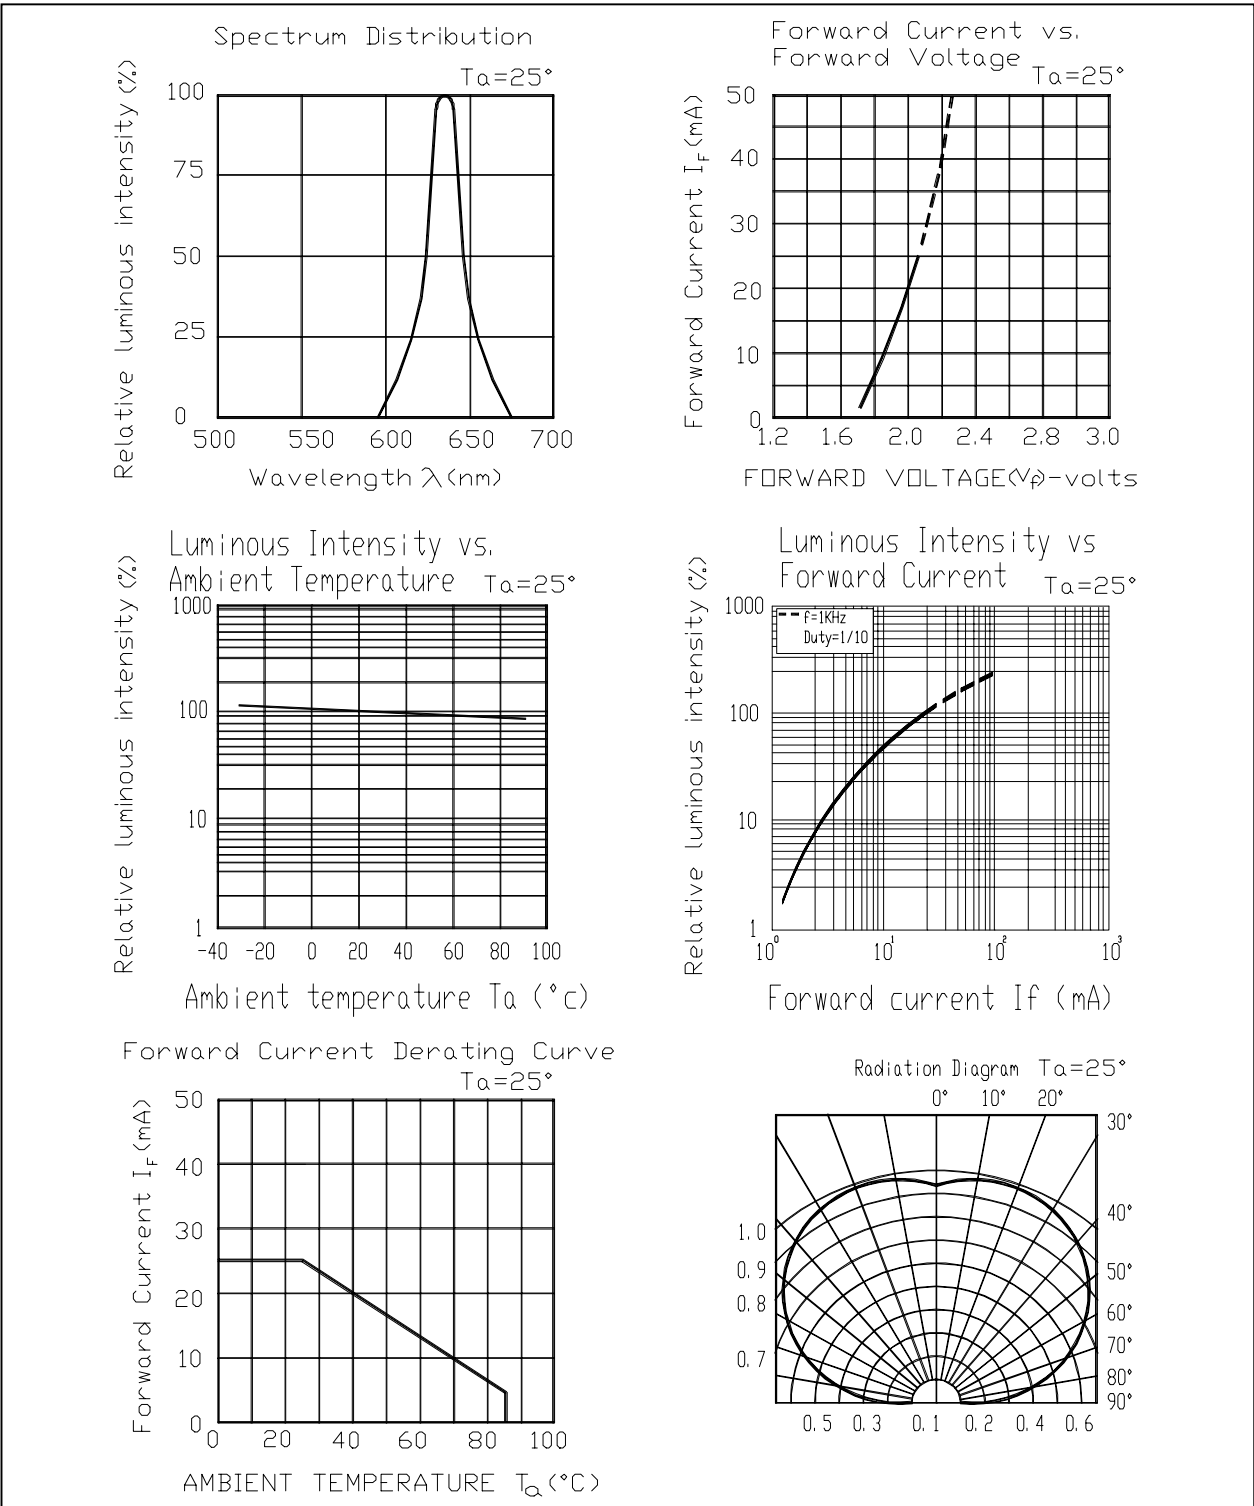 Spectrum Distribution
Ta=25°
Relative luminous intensity (%)
100
75
50
25
0
500 550 600 650 700
Wavelength λ(nm)
Forward Current vs.
Forward Voltage
Ta=25°
Forward Current IF(mA)
50
40
30
20
10
0
1.2 1.6 2.0 2.4 2.8 3.0
FORWARD VOLTAGE(VF)-volts
Luminous Intensity vs.
Ambient Temperature Ta=25°
Relative luminous intensity (%)
1000
100
10
1
-40 -20 0 20 40 60 80 100
Ambient temperature Ta (°c)
Luminous Intensity vs
Forward Current Ta=25°
Relative luminous intensity (%)
1000
f=1KHz
Duty=1/10
100
10
1
10⁰ 10¹ 10² 10³
Forward current If (mA)
Forward Current Derating Curve
Ta=25°
Forward Current IF(mA)
50
40
30
20
10
0
0 20 40 60 80 100
AMBIENT TEMPERATURE Ta(°C)
Radiation Diagram Ta=25°
0° 10° 20°
30°
40°
1.0
50°
0.9
0.8
60°
70°
0.7
80°
90°
0.5 0.3 0.1 0.2 0.4 0.6